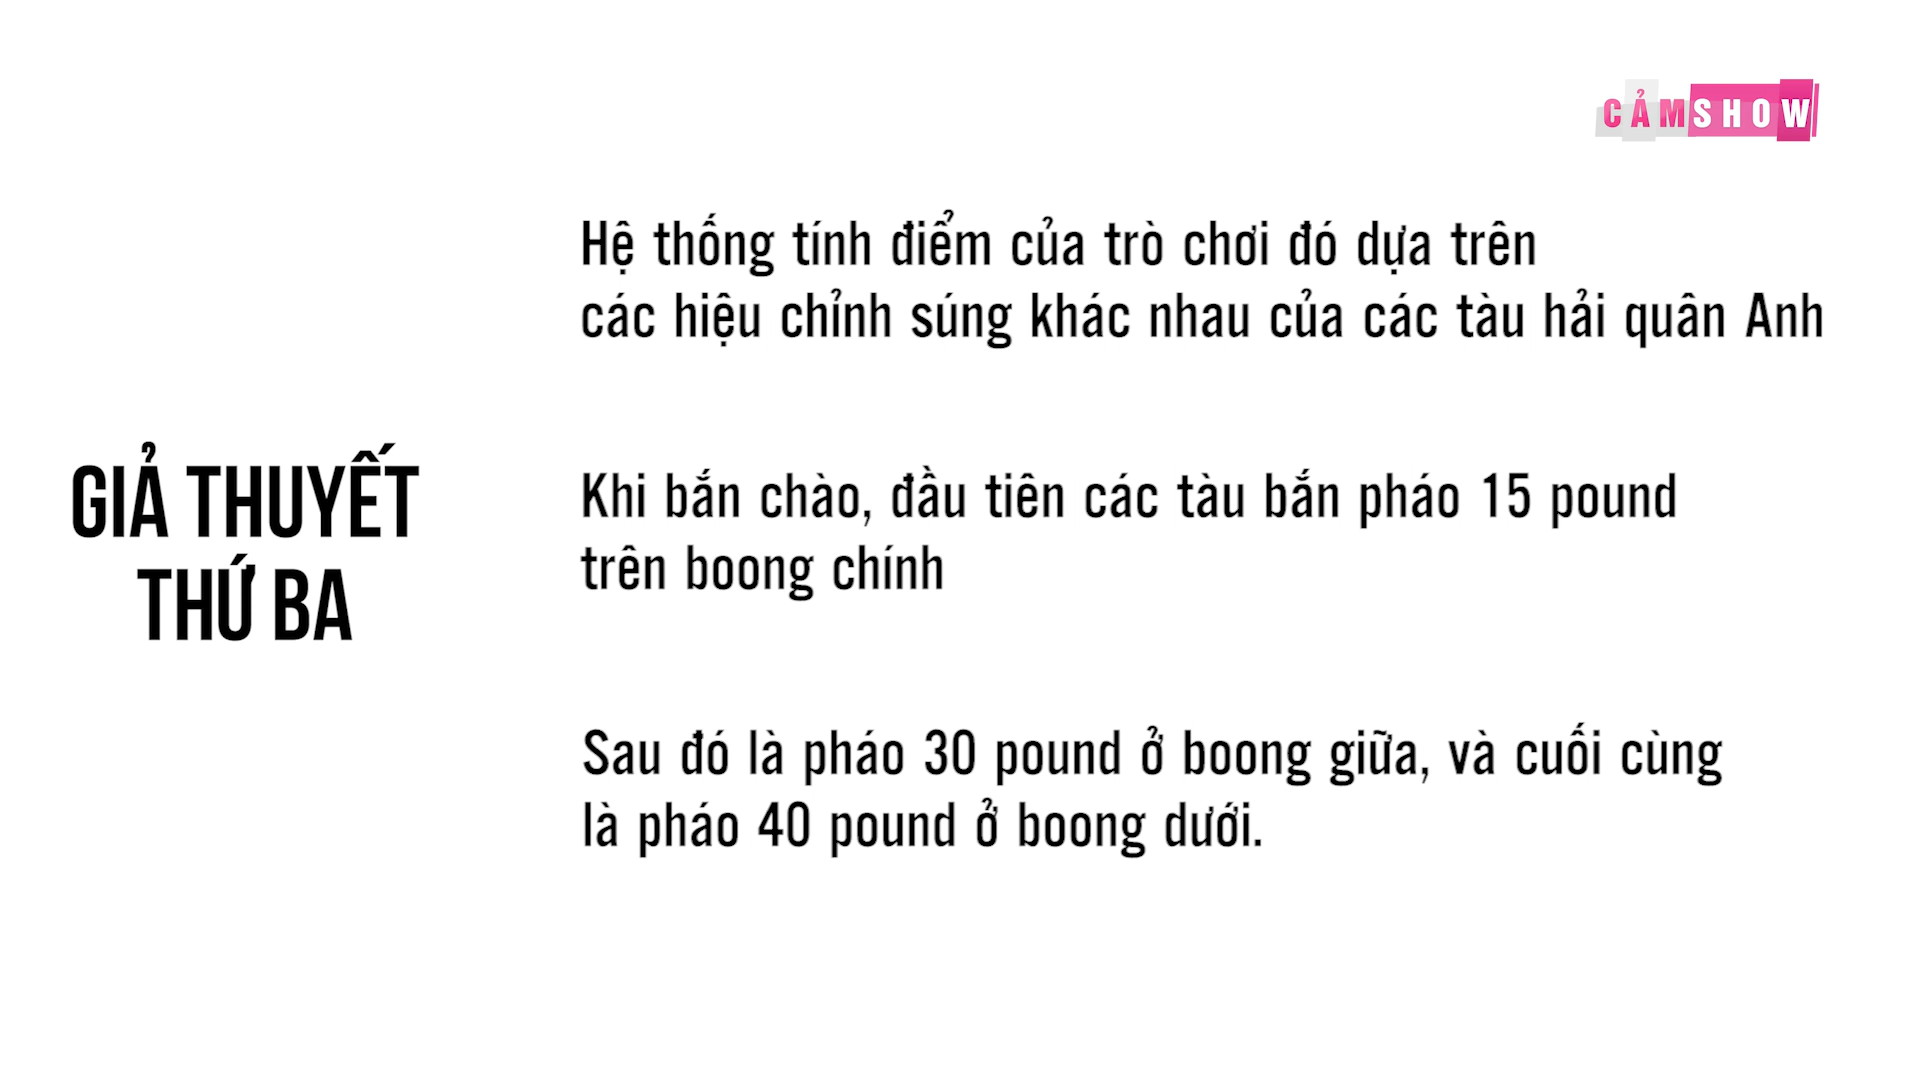 CẢMSHOW
Hệ thống tính điểm của trò chơi đó dựa trên
các hiệu chỉnh súng khác nhau của các tàu hải quân Anh
GIẢ THUYẾT
THỨ BA
Khi bắn chào, đầu tiên các tàu bắn pháo 15 pound
trên boong chính
Sau đó là pháo 30 pound ở boong giữa, và cuối cùng
là pháo 40 pound ở boong dưới.